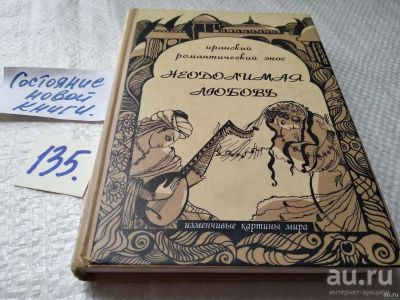 Состояние
новой
книги.
135.
иранский
романтический эпос
НЕОДОЛИМАЯ
ЛЮБОВЬ
изменчивые картины мира
au.ru
интернет-аукцион